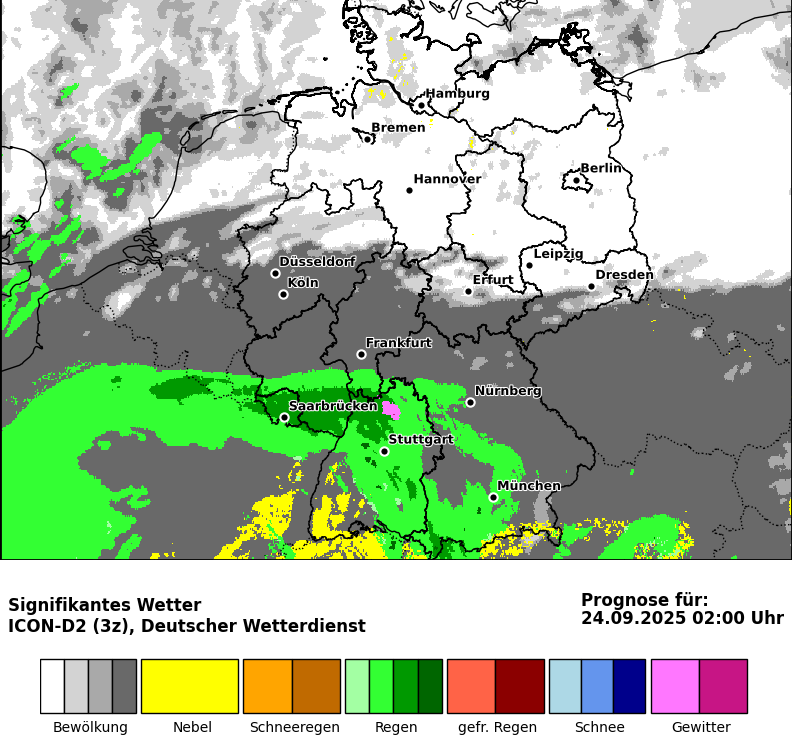 Hamburg
Bremen
Berlin
Hannover
Leipzig
Düsseldorf
Dresden
Köln
Erfurt
Frankfurt
Nürnberg
Saarbrücken
Stuttgart
München
Signifikantes Wetter
ICON-D2 (3z), Deutscher Wetterdienst
Prognose für:
24.09.2025 02:00 Uhr
Bewölkung
Nebel
Schneeregen
Regen
gefr. Regen
Schnee
Gewitter